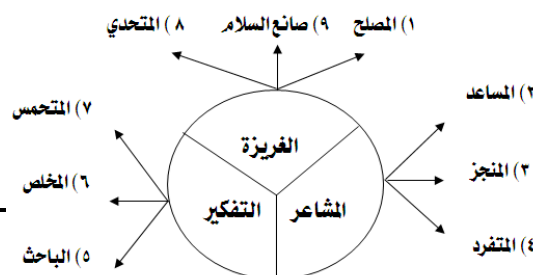 ١) المصلح
٩) صانع السلام
٨) المتحدي
٢) المساعد
٧) المتحمس
الغريزة
٣) المنجز
٦) المخلص
المشاعر
التفكير
٤) المتفرد
٥) الباحث